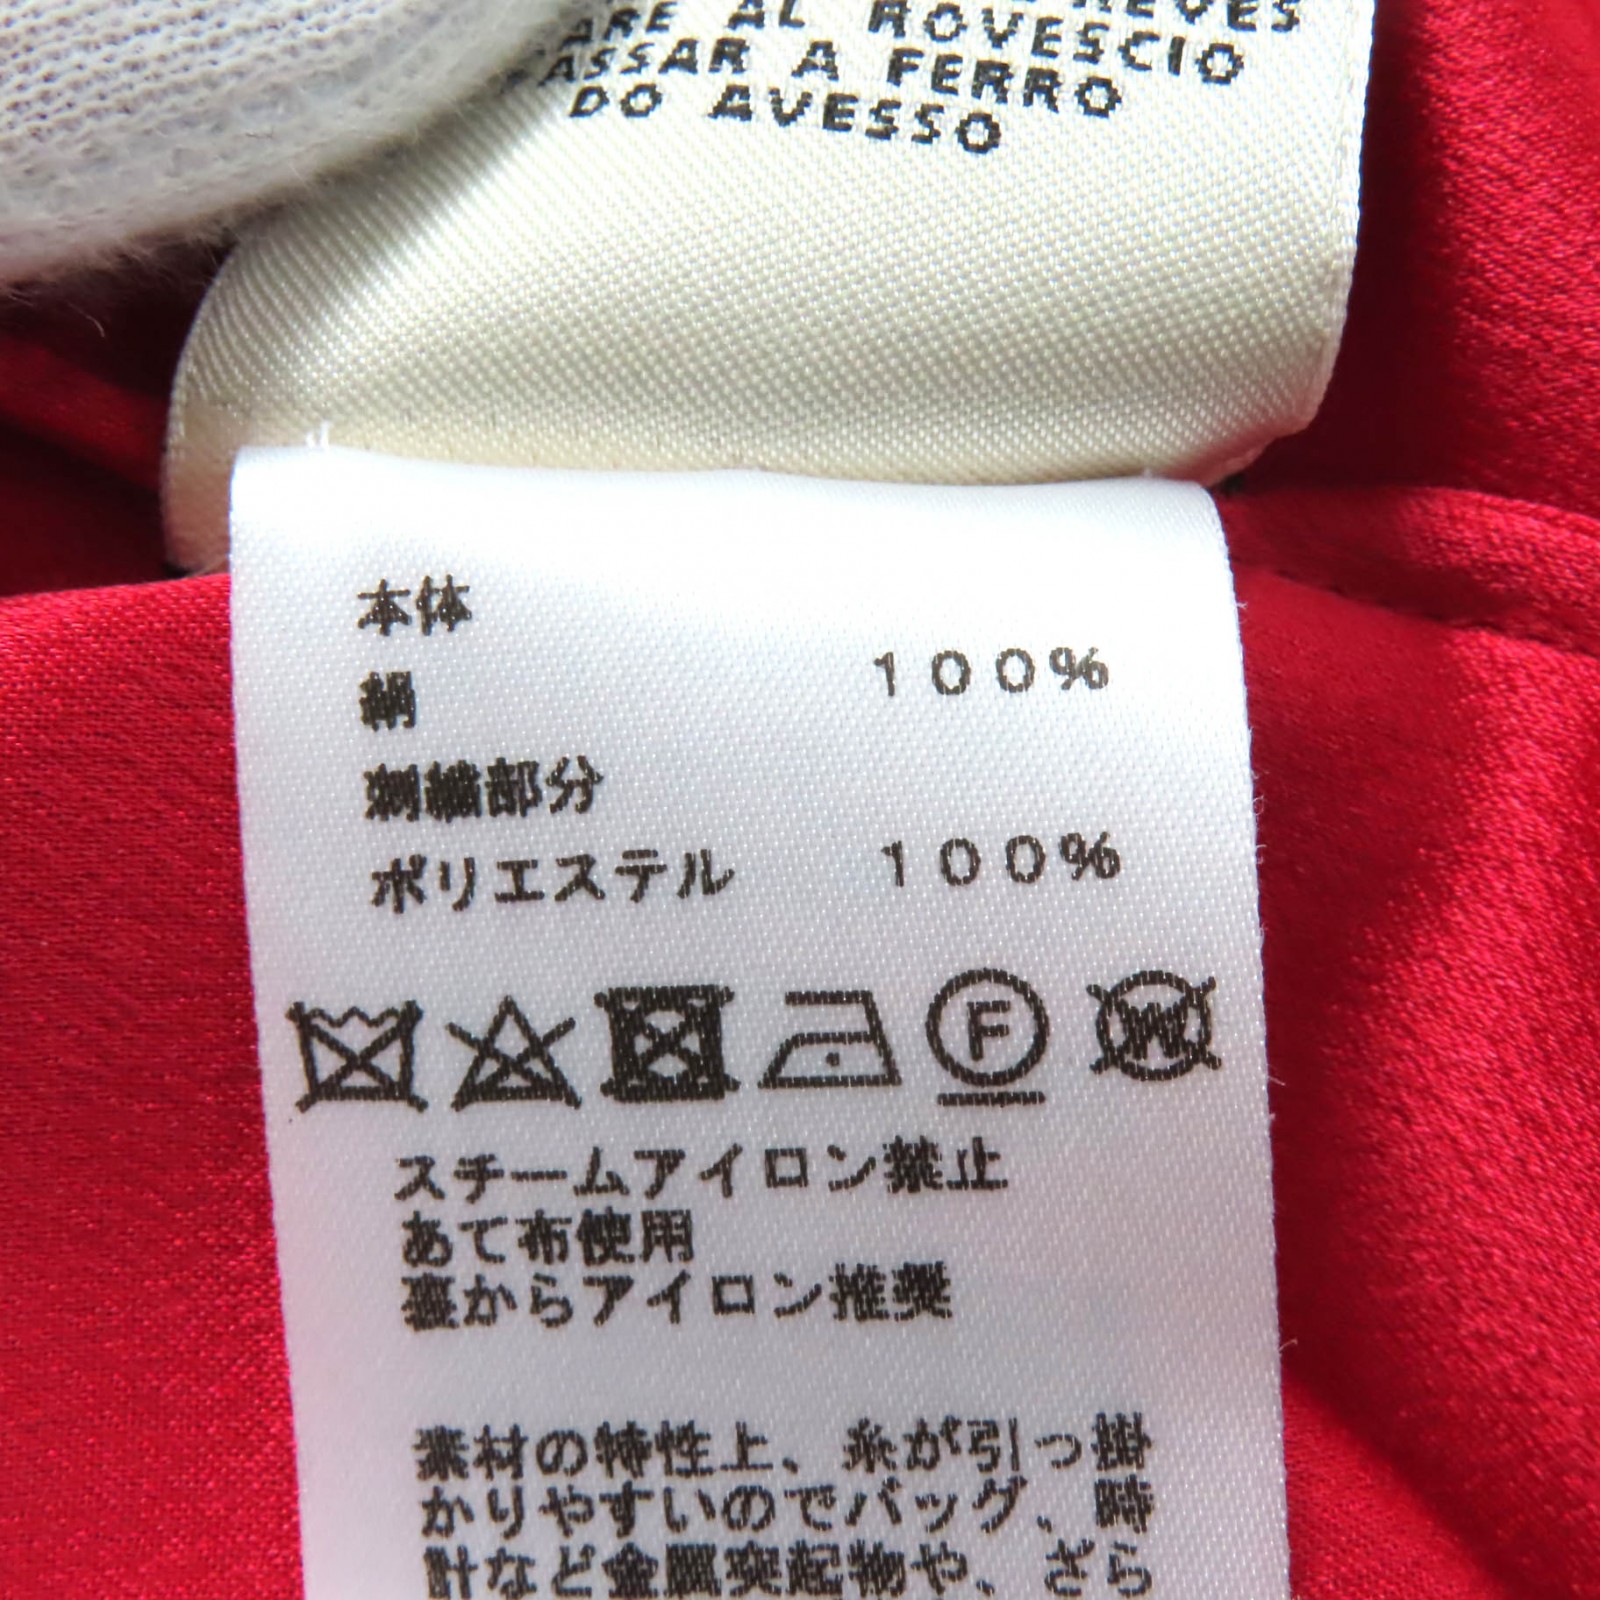 AL ROVESCIO
A FERRO
DO AVESSO
本体
絹 100%
刺繍部分
ポリエステル 100%
F
W
スチームアイロン禁止
あて布使用
裏からアイロン推奨
素材の特性上、糸が引っ掛
かりやすいのでバッグ、時
計など金属突起物や、ざら